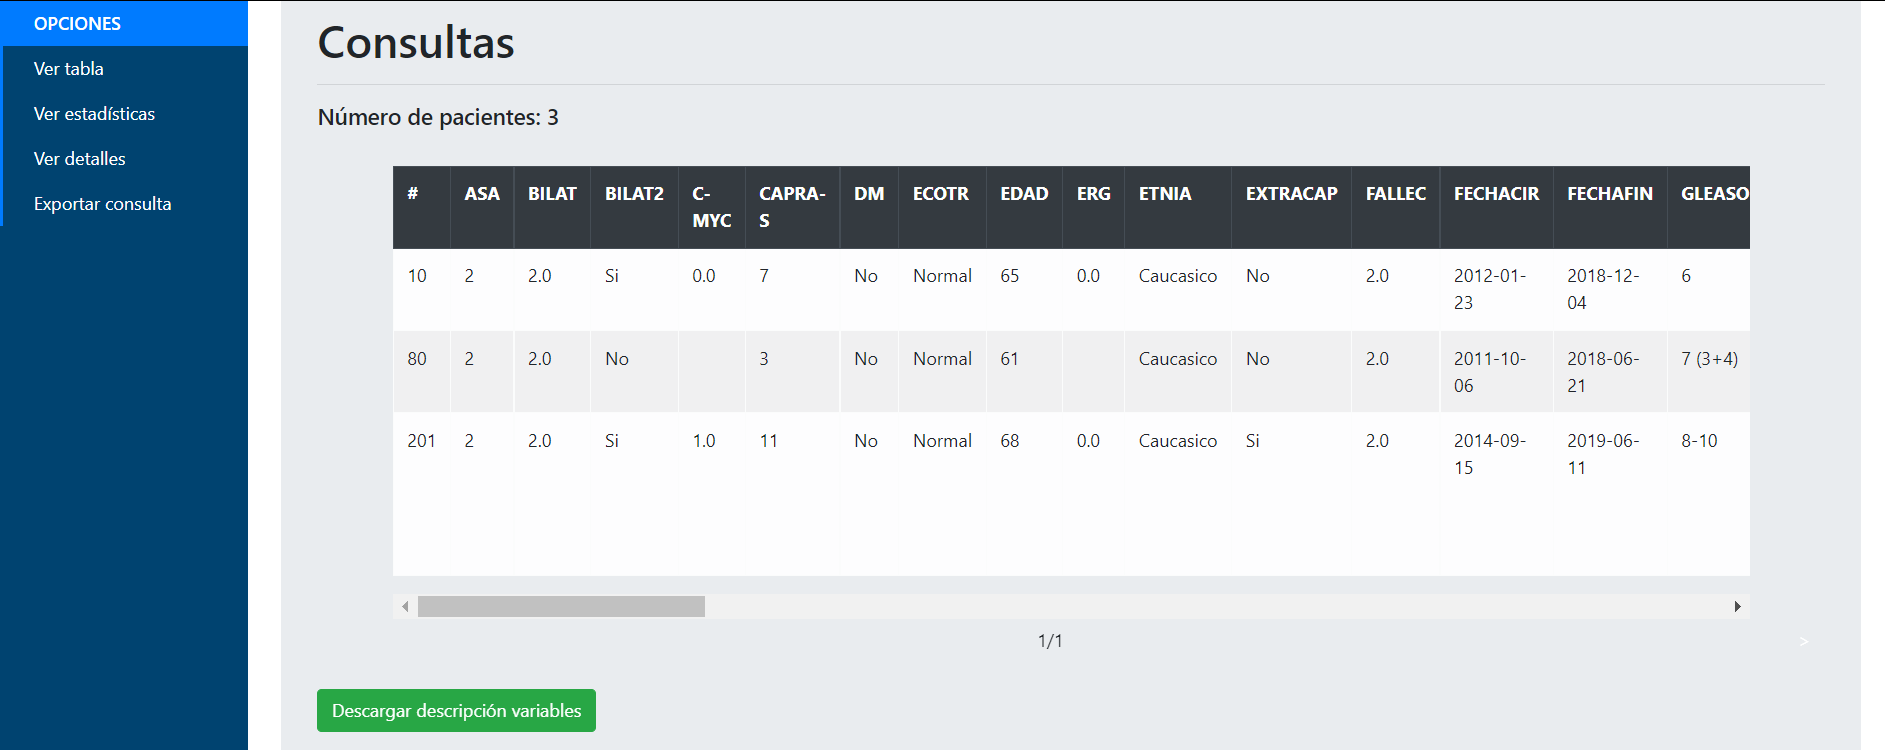 OPCIONES
Ver tabla
Ver estadísticas
Ver detalles
Exportar consulta
Consultas
Número de pacientes: 3
# ASA BILAT BILAT2 C-MYC CAPRA-S DM ECOTR EDAD ERG ETNIA EXTRACAP FALLEC FECHACIR FECHAFIN GLEASO
10 2 2.0 Si 0.0 7 No Normal 65 0.0 Caucasico No 2.0 2012-01-23 2018-12-04 6
80 2 2.0 No 3 No Normal 61 Caucasico No 2.0 2011-10-06 2018-06-21 7 (3+4)
201 2 2.0 Si 1.0 11 No Normal 68 0.0 Caucasico Si 2.0 2014-09-15 2019-06-11 8-10
1/1 >
Descargar descripción variables